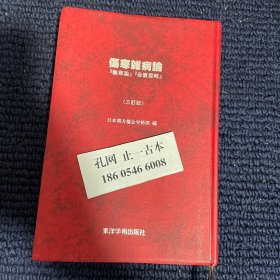 傷寒雑病論
『傷寒論』『金匱要略』
（三訂版）
日本漢方協会学術部 編
孔网 止一古本
186 0546 6008
東洋学術出版社